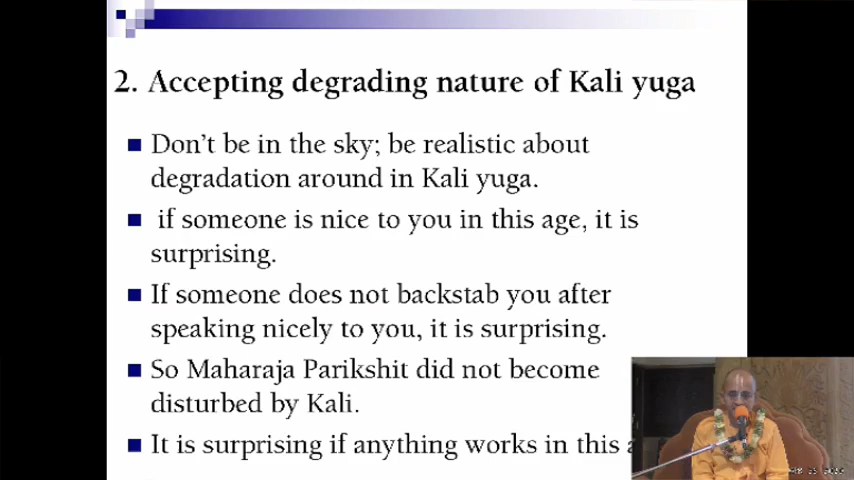 2. Accepting degrading nature of Kali yuga
Don't be in the sky; be realistic about
degradation around in Kali yuga.
if someone is nice to you in this age, it is
surprising.
If someone does not backstab you after
speaking nicely to you, it is surprising.
So Maharaja Parikshit did not become
disturbed by Kali.
It is surprising if anything works in this a